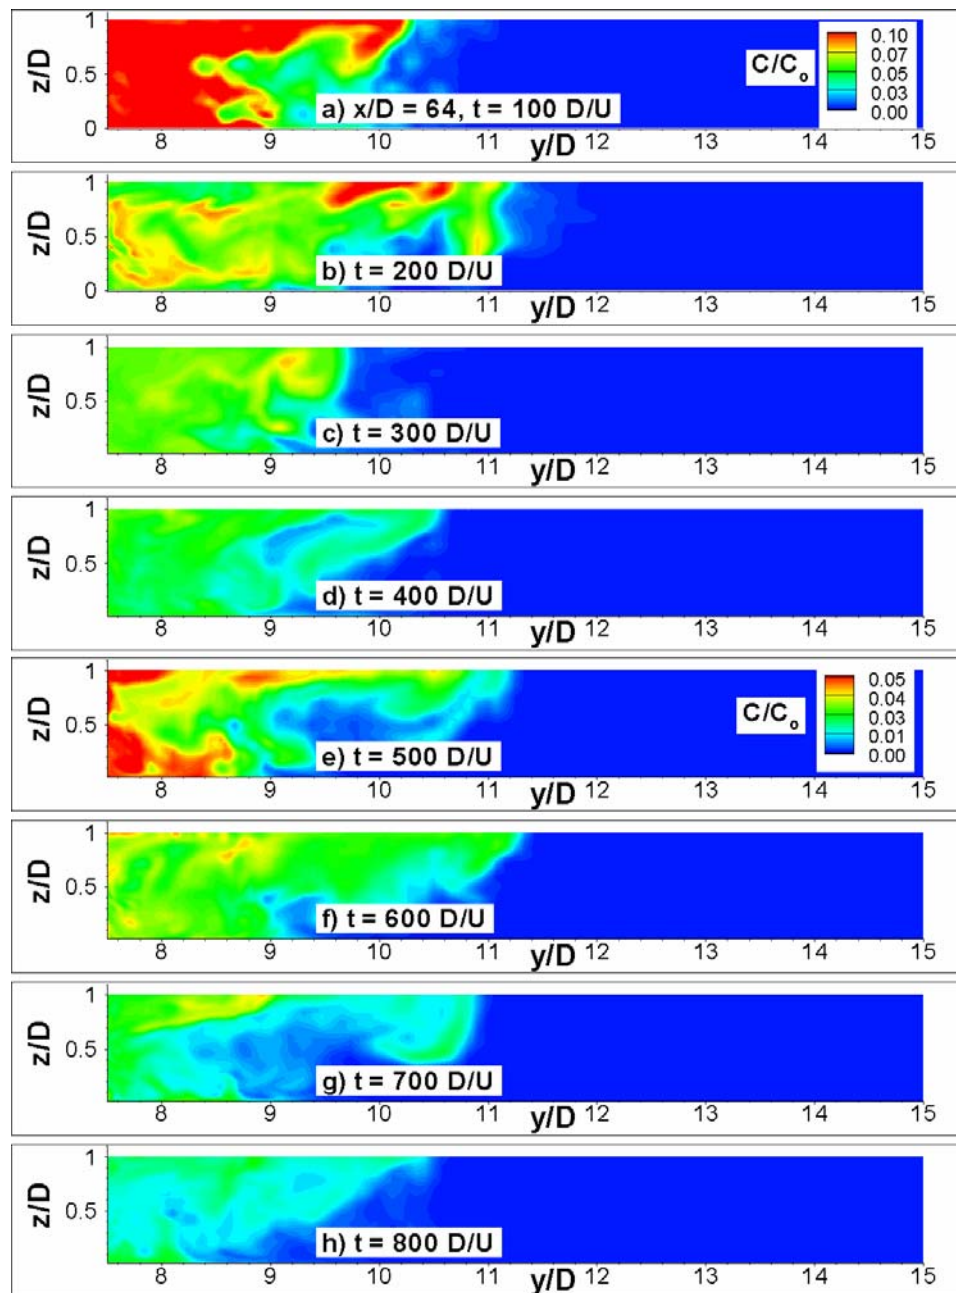 z/D
1
0.5
0
a) x/D = 64, t = 100 D/U
C/Co
0.10
0.07
0.05
0.03
0.00
8 9 10 11 12 13 14 15
y/D
z/D
1
0.5
0
b) t = 200 D/U
8 9 10 11 12 13 14 15
y/D
z/D
1
0.5
c) t = 300 D/U
8 9 10 11 12 13 14 15
y/D
z/D
1
0.5
d) t = 400 D/U
8 9 10 11 12 13 14 15
y/D
z/D
1
0.5
e) t = 500 D/U
C/Co
0.05
0.04
0.03
0.01
0.00
8 9 10 11 12 13 14 15
y/D
z/D
1
0.5
f) t = 600 D/U
8 9 10 11 12 13 14 15
y/D
z/D
1
0.5
g) t = 700 D/U
8 9 10 11 12 13 14 15
y/D
z/D
1
0.5
h) t = 800 D/U
8 9 10 11 12 13 14 15
y/D